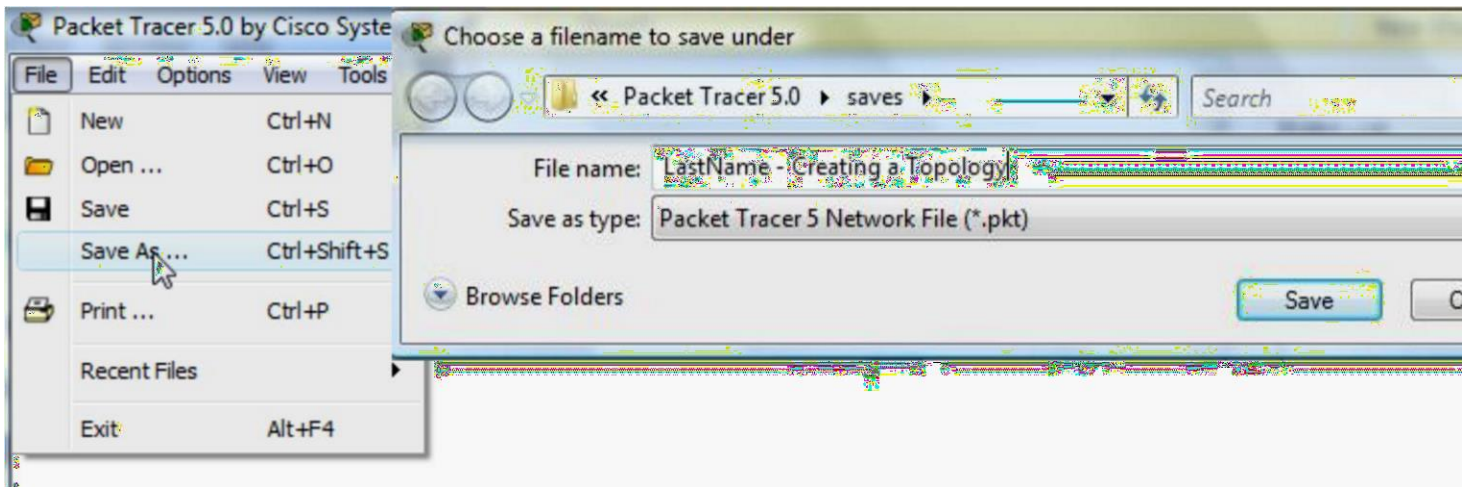 Packet Tracer 5.0 by Cisco Syste
File Edit Options View Tools
New Ctrl+N
Open ... Ctrl+O
Save Ctrl+S
Save As ... Ctrl+Shift+S
Print ... Ctrl+P
Recent Files
Exit Alt+F4
Choose a filename to save under
« Packet Tracer 5.0 ▸ saves ▸
Search
File name: LastName - Creating a Topology
Save as type: Packet Tracer 5 Network File (*.pkt)
Browse Folders
Save